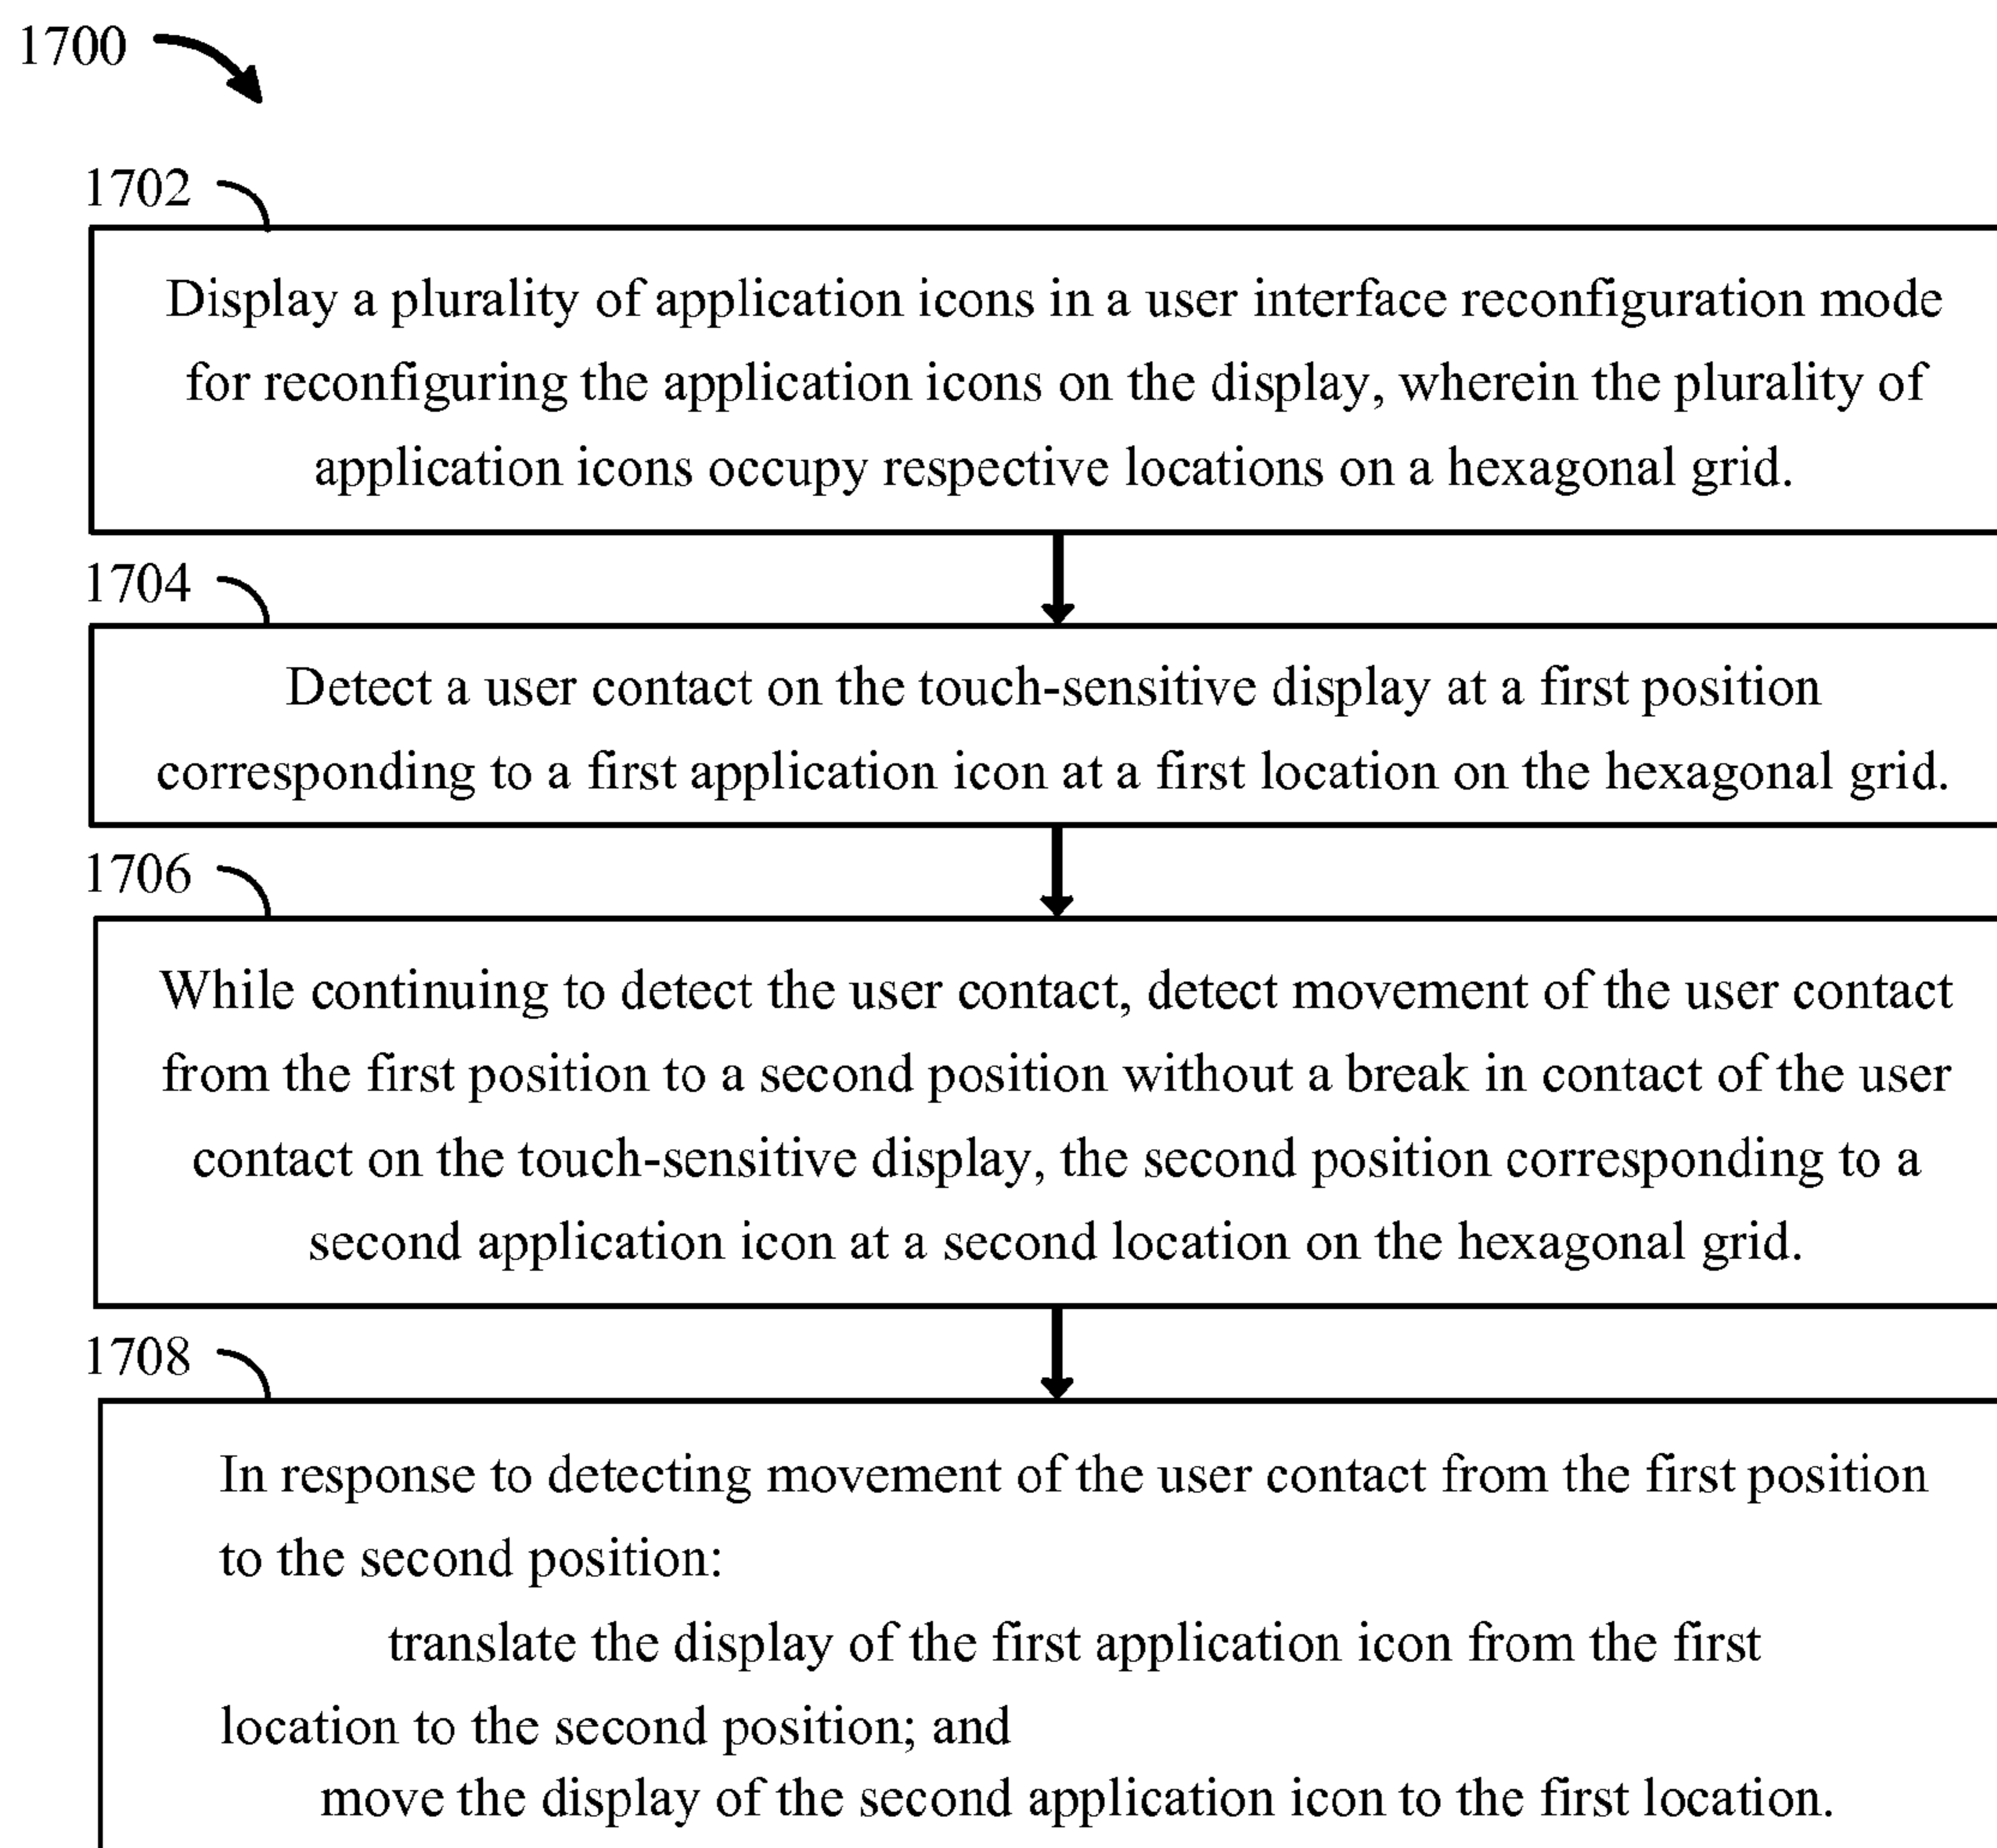 1700
1702
Display a plurality of application icons in a user interface reconfiguration mode
for reconfiguring the application icons on the display, wherein the plurality of
application icons occupy respective locations on a hexagonal grid.
1704
Detect a user contact on the touch-sensitive display at a first position
corresponding to a first application icon at a first location on the hexagonal grid.
1706
While continuing to detect the user contact, detect movement of the user contact
from the first position to a second position without a break in contact of the user
contact on the touch-sensitive display, the second position corresponding to a
second application icon at a second location on the hexagonal grid.
1708
In response to detecting movement of the user contact from the first position
to the second position:
translate the display of the first application icon from the first
location to the second position; and
move the display of the second application icon to the first location.